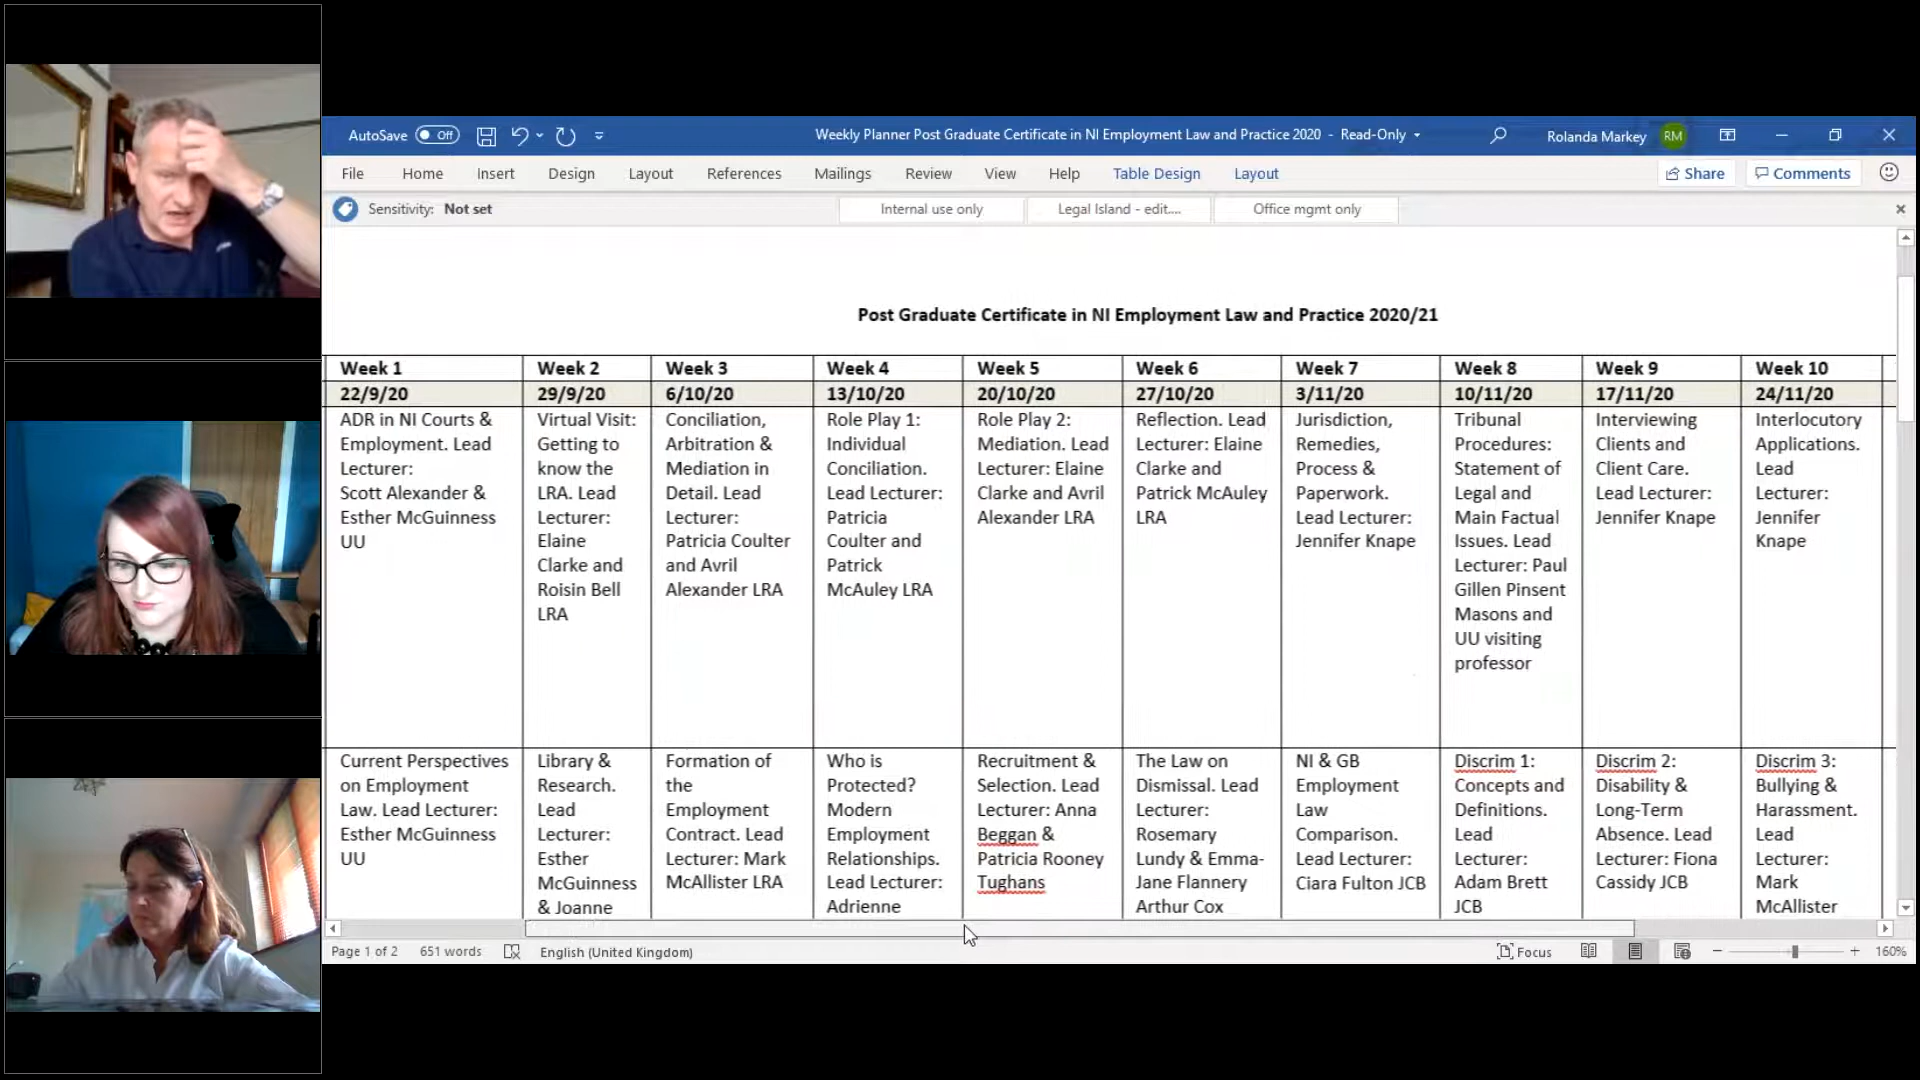 AutoSave Off
Weekly Planner Post Graduate Certificate in NI Employment Law and Practice 2020 - Read-Only
Rolanda Markey RM
File Home Insert Design Layout References Mailings Review View Help Table Design Layout
Share Comments
Sensitivity: Not set
Internal use only
Legal Island - edit....
Office mgmt only
Post Graduate Certificate in NI Employment Law and Practice 2020/21
Week 1
22/9/20
ADR in NI Courts &
Employment. Lead
Lecturer:
Scott Alexander &
Esther McGuinness
UU
Current Perspectives
on Employment
Law. Lead Lecturer:
Esther McGuinness
UU
Week 2
29/9/20
Virtual Visit:
Getting to
know the
LRA. Lead
Lecturer:
Elaine
Clarke and
Roisin Bell
LRA
Library &
Research.
Lead
Lecturer:
Esther
McGuinness
& Joanne
Week 3
6/10/20
Conciliation,
Arbitration &
Mediation in
Detail. Lead
Lecturer:
Patricia Coulter
and Avril
Alexander LRA
Formation of
the
Employment
Contract. Lead
Lecturer: Mark
McAllister LRA
Week 4
13/10/20
Role Play 1:
Individual
Conciliation.
Lead Lecturer:
Patricia
Coulter and
Patrick
McAuley LRA
Who is
Protected?
Modern
Employment
Relationships.
Lead Lecturer:
Adrienne
Week 5
20/10/20
Role Play 2:
Mediation. Lead
Lecturer: Elaine
Clarke and Avril
Alexander LRA
Recruitment &
Selection. Lead
Lecturer: Anna
Beggan &
Patricia Rooney
Tughans
Week 6
27/10/20
Reflection. Lead
Lecturer: Elaine
Clarke and
Patrick McAuley
LRA
The Law on
Dismissal. Lead
Lecturer:
Rosemary
Lundy & Emma-
Jane Flannery
Arthur Cox
Week 7
3/11/20
Jurisdiction,
Remedies,
Process &
Paperwork.
Lead Lecturer:
Jennifer Knape
NI & GB
Employment
Law
Comparison.
Lead Lecturer:
Ciara Fulton JCB
Week 8
10/11/20
Tribunal
Procedures:
Statement of
Legal and
Main Factual
Issues. Lead
Lecturer: Paul
Gillen Pinsent
Masons and
UU visiting
professor
Discrim 1:
Concepts and
Definitions.
Lead
Lecturer:
Adam Brett
JCB
Week 9
17/11/20
Interviewing
Clients and
Client Care.
Lead Lecturer:
Jennifer Knape
Discrim 2:
Disability &
Long-Term
Absence. Lead
Lecturer: Fiona
Cassidy JCB
Week 10
24/11/20
Interlocutory
Applications.
Lead
Lecturer:
Jennifer
Knape
Discrim 3:
Bullying &
Harassment.
Lead
Lecturer:
Mark
McAllister
Page 1 of 2 651 words English (United Kingdom) Focus 160%